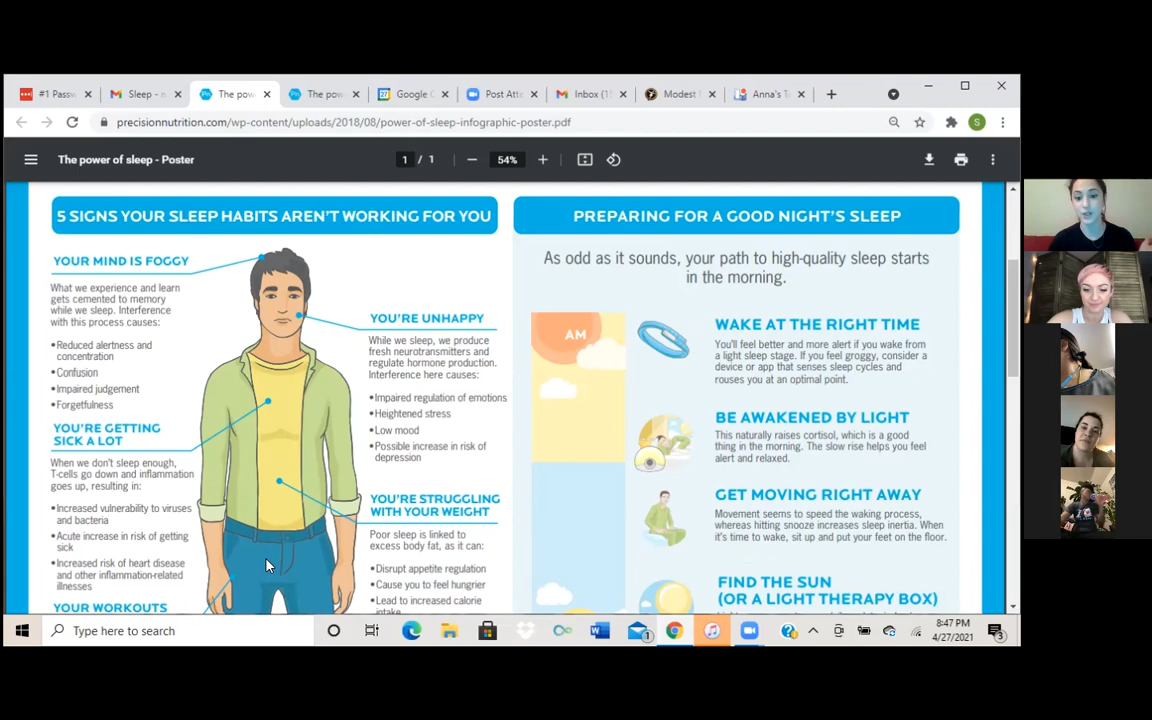 #1 Passw
Sleep - n
The pow
The pow
Google C
Post Atte
Inbox (1
Modest
Anna's T
precisionnutrition.com/wp-content/uploads/2018/08/power-of-sleep-infographic-poster.pdf
S
The power of sleep - Poster
1 / 1
54%
5 SIGNS YOUR SLEEP HABITS AREN'T WORKING FOR YOU
YOUR MIND IS FOGGY
What we experience and learn
gets cemented to memory
while we sleep. Interference
with this process causes:
•Reduced alertness and
concentration
•Confusion
•Impaired judgement
•Forgetfulness
YOU'RE UNHAPPY
While we sleep, we produce
fresh neurotransmitters and
regulate hormone production.
Interference here causes:
•Impaired regulation of emotions
•Heightened stress
•Low mood
•Possible increase in risk of
depression
YOU'RE GETTING
SICK A LOT
When we don't sleep enough,
T-cells go down and inflammation
goes up, resulting in:
•Increased vulnerability to viruses
and bacteria
•Acute increase in risk of getting
sick
•Increased risk of heart disease
and other inflammation-related
illnesses
YOU'RE STRUGGLING
WITH YOUR WEIGHT
Poor sleep is linked to
excess body fat, as it can:
•Disrupt appetite regulation
•Cause you to feel hungrier
•Lead to increased calorie
intake
YOUR WORKOUTS
PREPARING FOR A GOOD NIGHT'S SLEEP
As odd as it sounds, your path to high-quality sleep starts
in the morning.
AM
WAKE AT THE RIGHT TIME
You'll feel better and more alert if you wake from
a light sleep stage. If you feel groggy, consider a
device or app that senses sleep cycles and
rouses you at an optimal point.
BE AWAKENED BY LIGHT
This naturally raises cortisol, which is a good
thing in the morning. The slow rise helps you feel
alert and relaxed.
GET MOVING RIGHT AWAY
Movement seems to speed the waking process,
whereas hitting snooze increases sleep inertia. When
it's time to wake, sit up and put your feet on the floor.
FIND THE SUN
(OR A LIGHT THERAPY BOX)
Type here to search
1
8:47 PM
4/27/2021
3